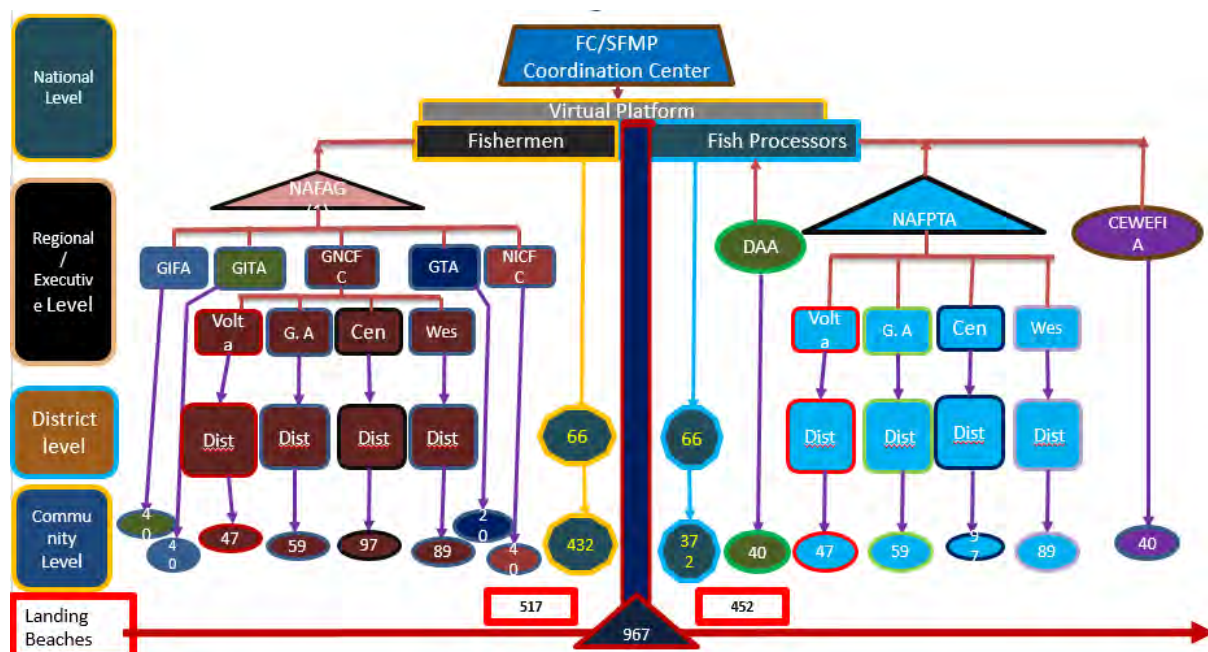 FC/SFMP
Coordination Center
National
Level
Virtual Platform
Fishermen
Fish Processors
NAFAG
Regional
/
Executiv
e Level
NAFPTA
CEWEFI
A
DAA
GIFA
GITA
GNCF
C
GTA
NICF
C
Volt
a
G. A
Cen
Wes
Volt
a
G. A
Cen
Wes
District
level
Dist
Dist
Dist
Dist
66
66
Dist
Dist
Dist
Dist
Commu
nity
Level
4
0
4
0
47
59
97
89
2
0
4
0
432
37
2
40
47
59
9
7
89
40
517
452
Landing
Beaches
967